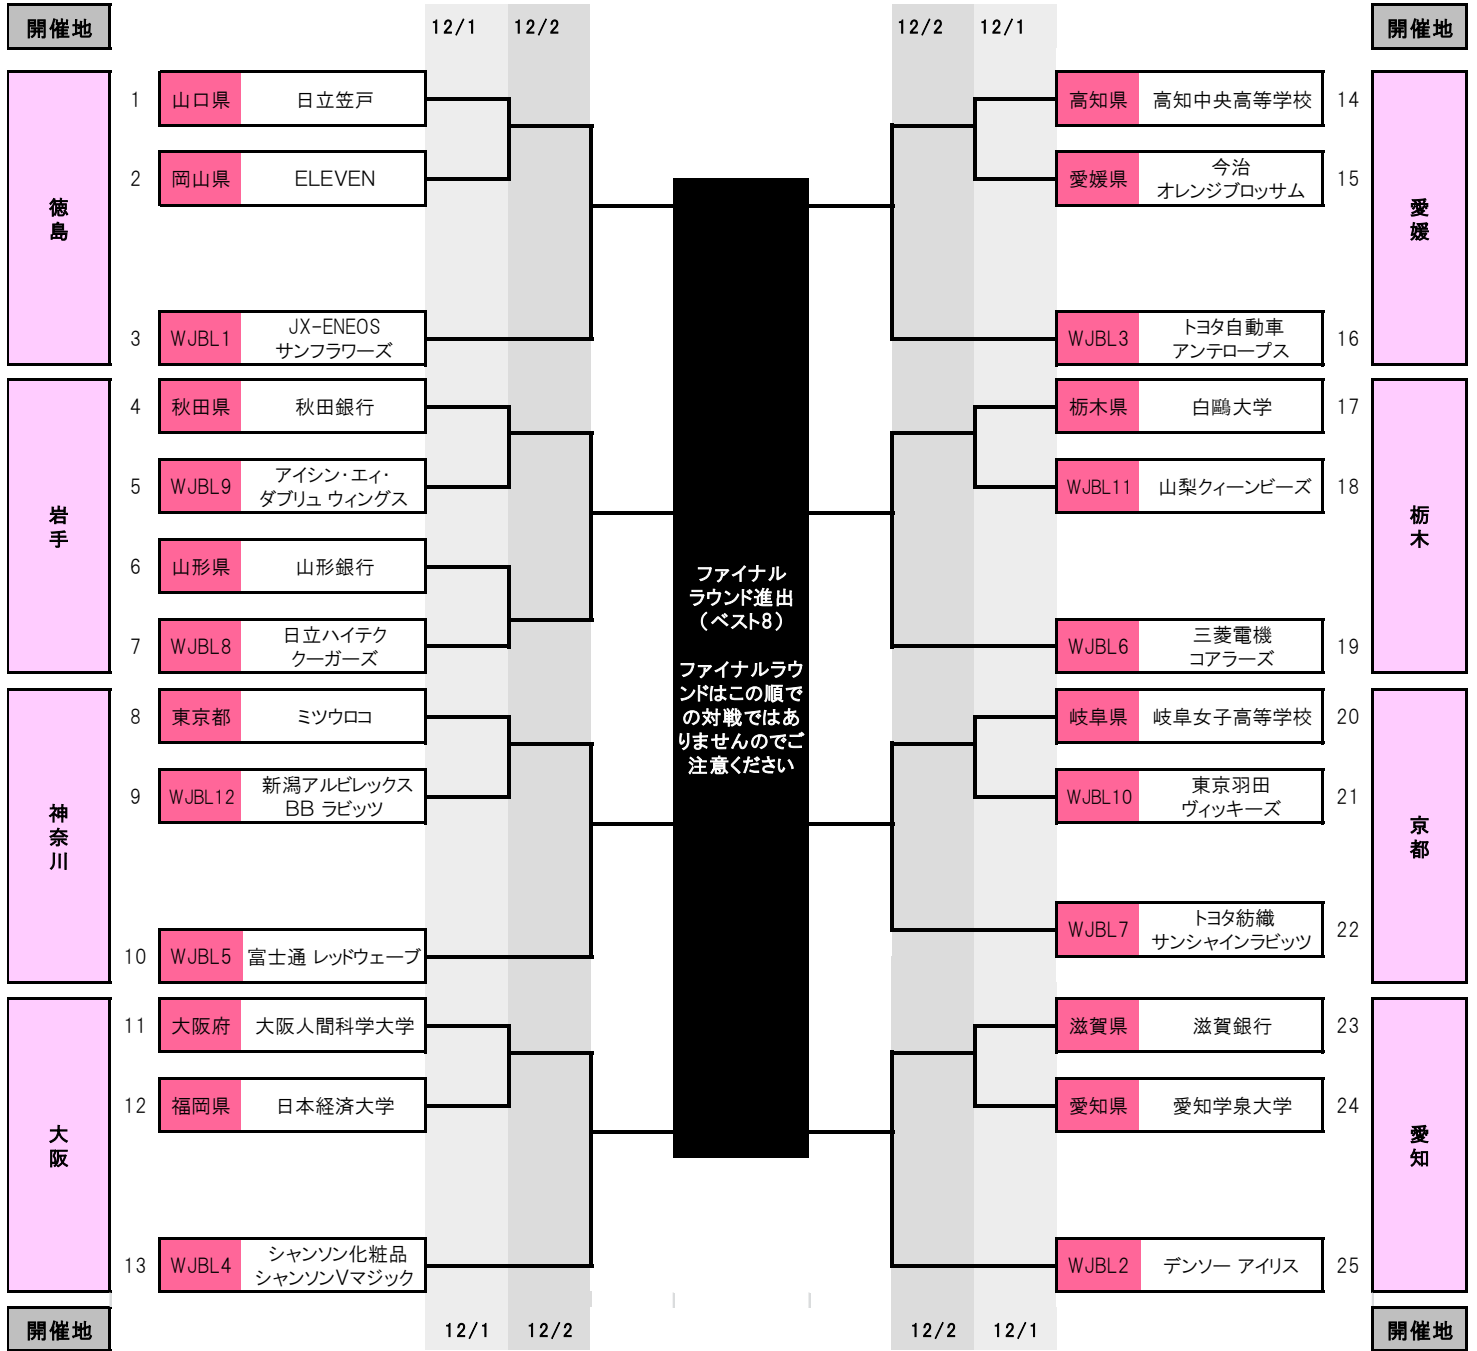 開催地
12/1
12/2
12/2
12/1
開催地
徳島
1
山口県
日立笠戸
2
岡山県
ELEVEN
3
WJBL1
JX-ENEOS
サンフラワーズ
岩手
4
秋田県
秋田銀行
5
WJBL9
アイシン・エィ・
ダブリュ ウィングス
6
山形県
山形銀行
7
WJBL8
日立ハイテク
クーガーズ
神奈川
8
東京都
ミツウロコ
9
WJBL12
新潟アルビレックス
BB ラビッツ
10
WJBL5
富士通 レッドウェーブ
大阪
11
大阪府
大阪人間科学大学
12
福岡県
日本経済大学
13
WJBL4
シャンソン化粧品
シャンソンVマジック
ファイナル
ラウンド進出
(ベスト8)
ファイナルラウ
ンドはこの順で
の対戦ではあ
りませんのでご
注意ください
高知県
高知中央高等学校
14
愛媛県
今治
オレンジブロッサム
15
WJBL3
トヨタ自動車
アンテロープス
16
愛媛
栃木県
白鷗大学
17
WJBL11
山梨クィーンビーズ
18
WJBL6
三菱電機
コアラーズ
19
栃木
岐阜県
岐阜女子高等学校
20
WJBL10
東京羽田
ヴィッキーズ
21
WJBL7
トヨタ紡織
サンシャインラビッツ
22
京都
滋賀県
滋賀銀行
23
愛知県
愛知学泉大学
24
WJBL2
デンソー アイリス
25
愛知
開催地
12/1
12/2
12/2
12/1
開催地